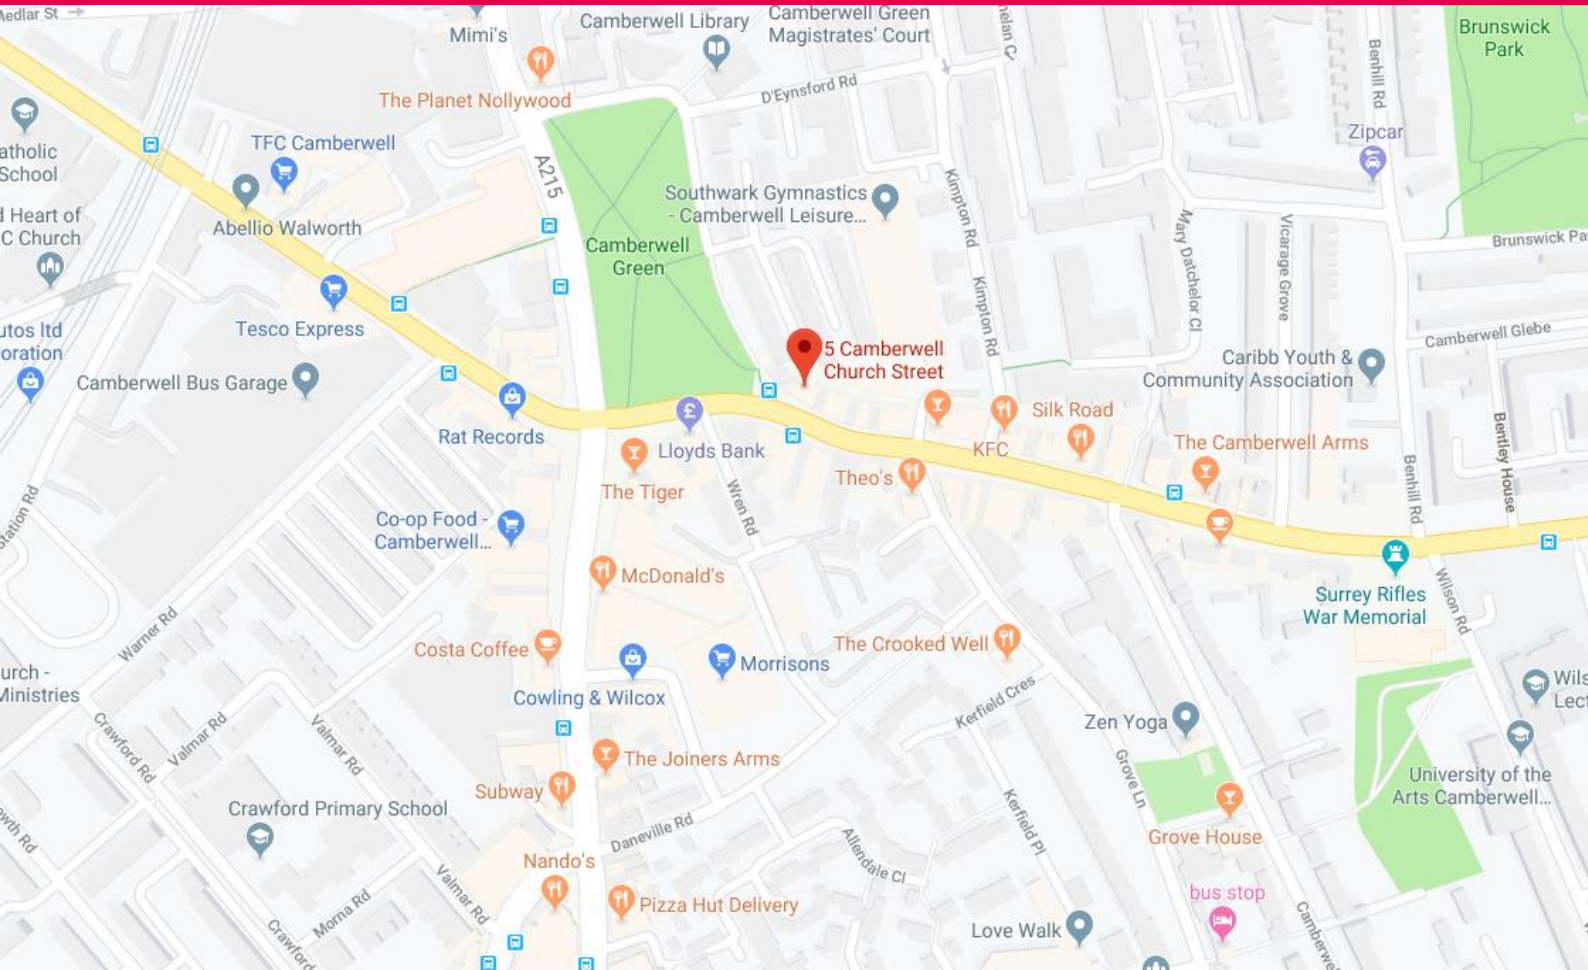 Medlar St
Mimi's
Camberwell Library
Camberwell Green
Magistrates' Court
Brunswick
Park
The Planet Nollywood
D'Eynsford Rd
Benhill Rd
Zipcar
TFC Camberwell
A215
atholic
School
Abellio Walworth
Southwark Gymnastics
- Camberwell Leisure...
Kimpton Rd
Mary Datchelor Cl
Vicarage Grove
d Heart of
C Church
Camberwell
Green
Brunswick Pa
Tesco Express
Kimpton Rd
utos ltd
oration
Camberwell Bus Garage
5 Camberwell
Church Street
Camberwell Glebe
Caribb Youth &
Community Association
Rat Records
£
Lloyds Bank
Silk Road
KFC
The Camberwell Arms
Bentley House
Benhill Rd
The Tiger
Theo's
Wren Rd
Station Rd
Co-op Food -
Camberwell...
McDonald's
Surrey Rifles
War Memorial
Wilson Rd
Warner Rd
Costa Coffee
The Crooked Well
Morrisons
urch -
Ministries
Cowling & Wilcox
Kerfield Cres
Wils
Lect
Crawford Rd
Valmar Rd
Valmar Rd
Zen Yoga
The Joiners Arms
Grove Ln
Subway
University of the
Arts Camberwell...
Crawford Primary School
Daneville Rd
Kerfield Pl
Grove House
owth Rd
Allendale Cl
Nando's
Valmar Rd
Pizza Hut Delivery
bus stop
Morna Rd
Crawford
Love Walk
Camberwe